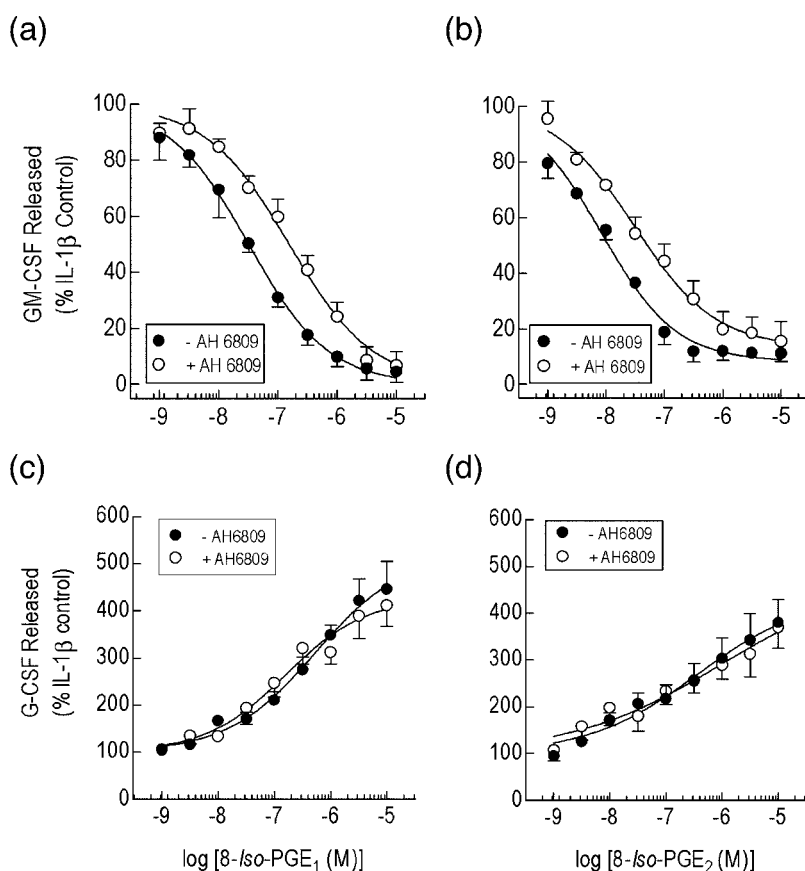 (a)
(b)
GM-CSF Released
(% IL-1β Control)
100
80
60
40
20
0
- AH 6809
+ AH 6809
-9 -8 -7 -6 -5
100
80
60
40
20
0
- AH 6809
+ AH 6809
-9 -8 -7 -6 -5
(c)
(d)
G-CSF Released
(% IL-1β control)
600
500
400
300
200
100
0
- AH6809
+ AH6809
-9 -8 -7 -6 -5
log [8-Iso-PGE₁ (M)]
600
500
400
300
200
100
0
- AH6809
+ AH6809
-9 -8 -7 -6 -5
log [8-Iso-PGE₂ (M)]